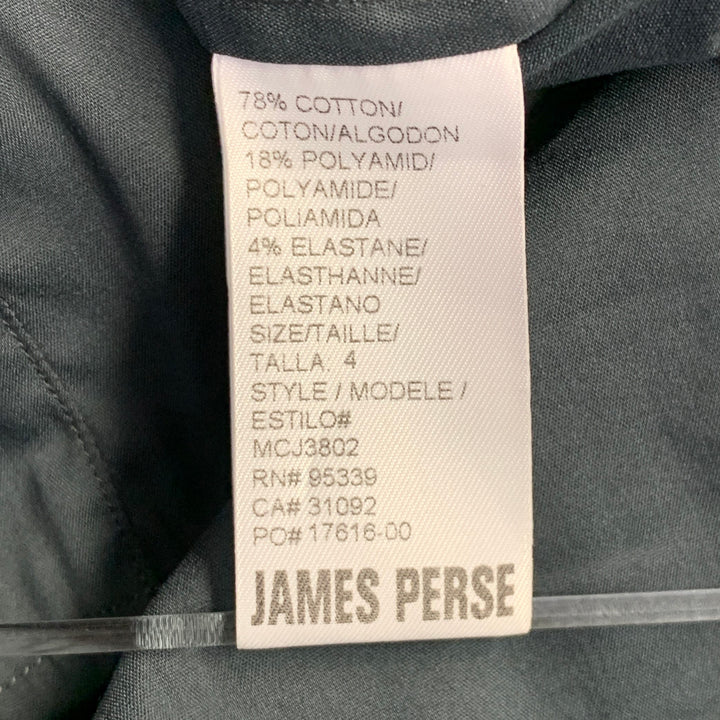 78% COTTON/
COTON/ALGODON
18% POLYAMID/
POLYAMIDE/
POLIAMIDA
4% ELASTANE/
ELASTHANNE/
ELASTANO
SIZE/TAILLE/
TALLA. 4
STYLE / MODELE /
ESTILO#
MCJ3802
RN# 95339
CA# 31092
PO# 17616-00
JAMES PERSE